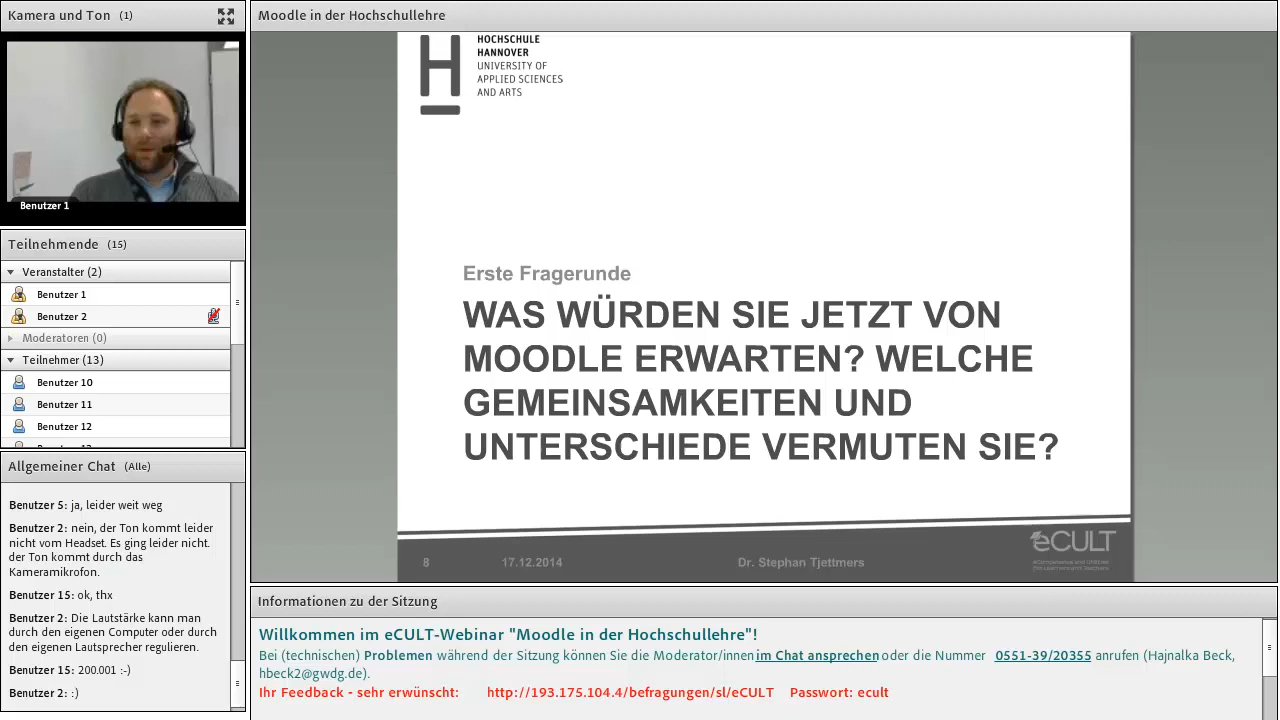 Kamera und Ton (1)
Benutzer 1
Teilnehmende (15)
Veranstalter (2)
Benutzer 1
Benutzer 2
Moderatoren (0)
Teilnehmer (13)
Benutzer 10
Benutzer 11
Benutzer 12
Allgemeiner Chat (Alle)
Benutzer 5: ja, leider weit weg
Benutzer 2: nein, der Ton kommt leider
nicht vom Headset. Es ging leider nicht.
der Ton kommt durch das
Kameramikrofon.
Benutzer 15: ok, thx
Benutzer 2: Die Lautstärke kann man
durch den eigenen Computer oder durch
den eigenen Lautsprecher regulieren.
Benutzer 15: 200.001 :-)
Benutzer 2: :)
Moodle in der Hochschullehre
H
HOCHSCHULE
HANNOVER
UNIVERSITY OF
APPLIED SCIENCES
AND ARTS
Erste Fragerunde
WAS WÜRDEN SIE JETZT VON
MOODLE ERWARTEN? WELCHE
GEMEINSAMKEITEN UND
UNTERSCHIEDE VERMUTEN SIE?
8 17.12.2014 Dr. Stephan Tjettmers
eCULT
Informationen zu der Sitzung
Willkommen im eCULT-Webinar "Moodle in der Hochschullehre"!
Bei (technischen) Problemen während der Sitzung können Sie die Moderator/innen im Chat ansprechen oder die Nummer 0551-39/20355 anrufen (Hajnalka Beck,
hbeck2@gwdg.de).
Ihr Feedback - sehr erwünscht: http://193.175.104.4/befragungen/sl/eCULT Passwort: ecult